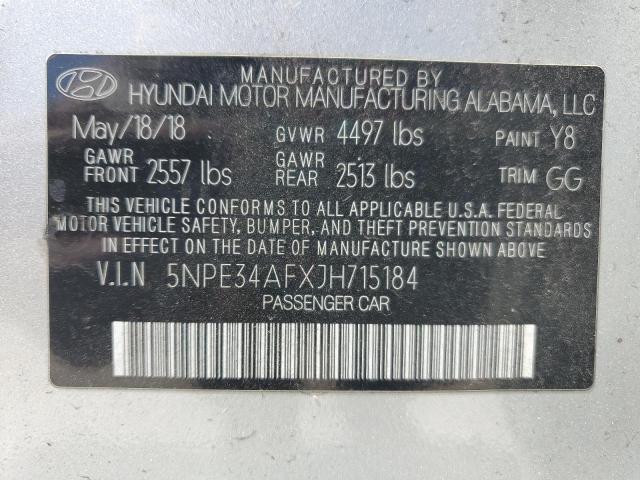 MANUFACTURED BY
HYUNDAI MOTOR MANUFACTURING ALABAMA, LLC
May/18/18 GVWR 4497 lbs PAINT Y8
GAWR FRONT 2557 lbs GAWR REAR 2513 lbs TRIM GG
THIS VEHICLE CONFORMS TO ALL APPLICABLE U.S.A. FEDERAL
MOTOR VEHICLE SAFETY, BUMPER, AND THEFT PREVENTION STANDARDS
IN EFFECT ON THE DATE OF MANUFACTURE SHOWN ABOVE.
V.I.N 5NPE34AFXJH715184
PASSENGER CAR